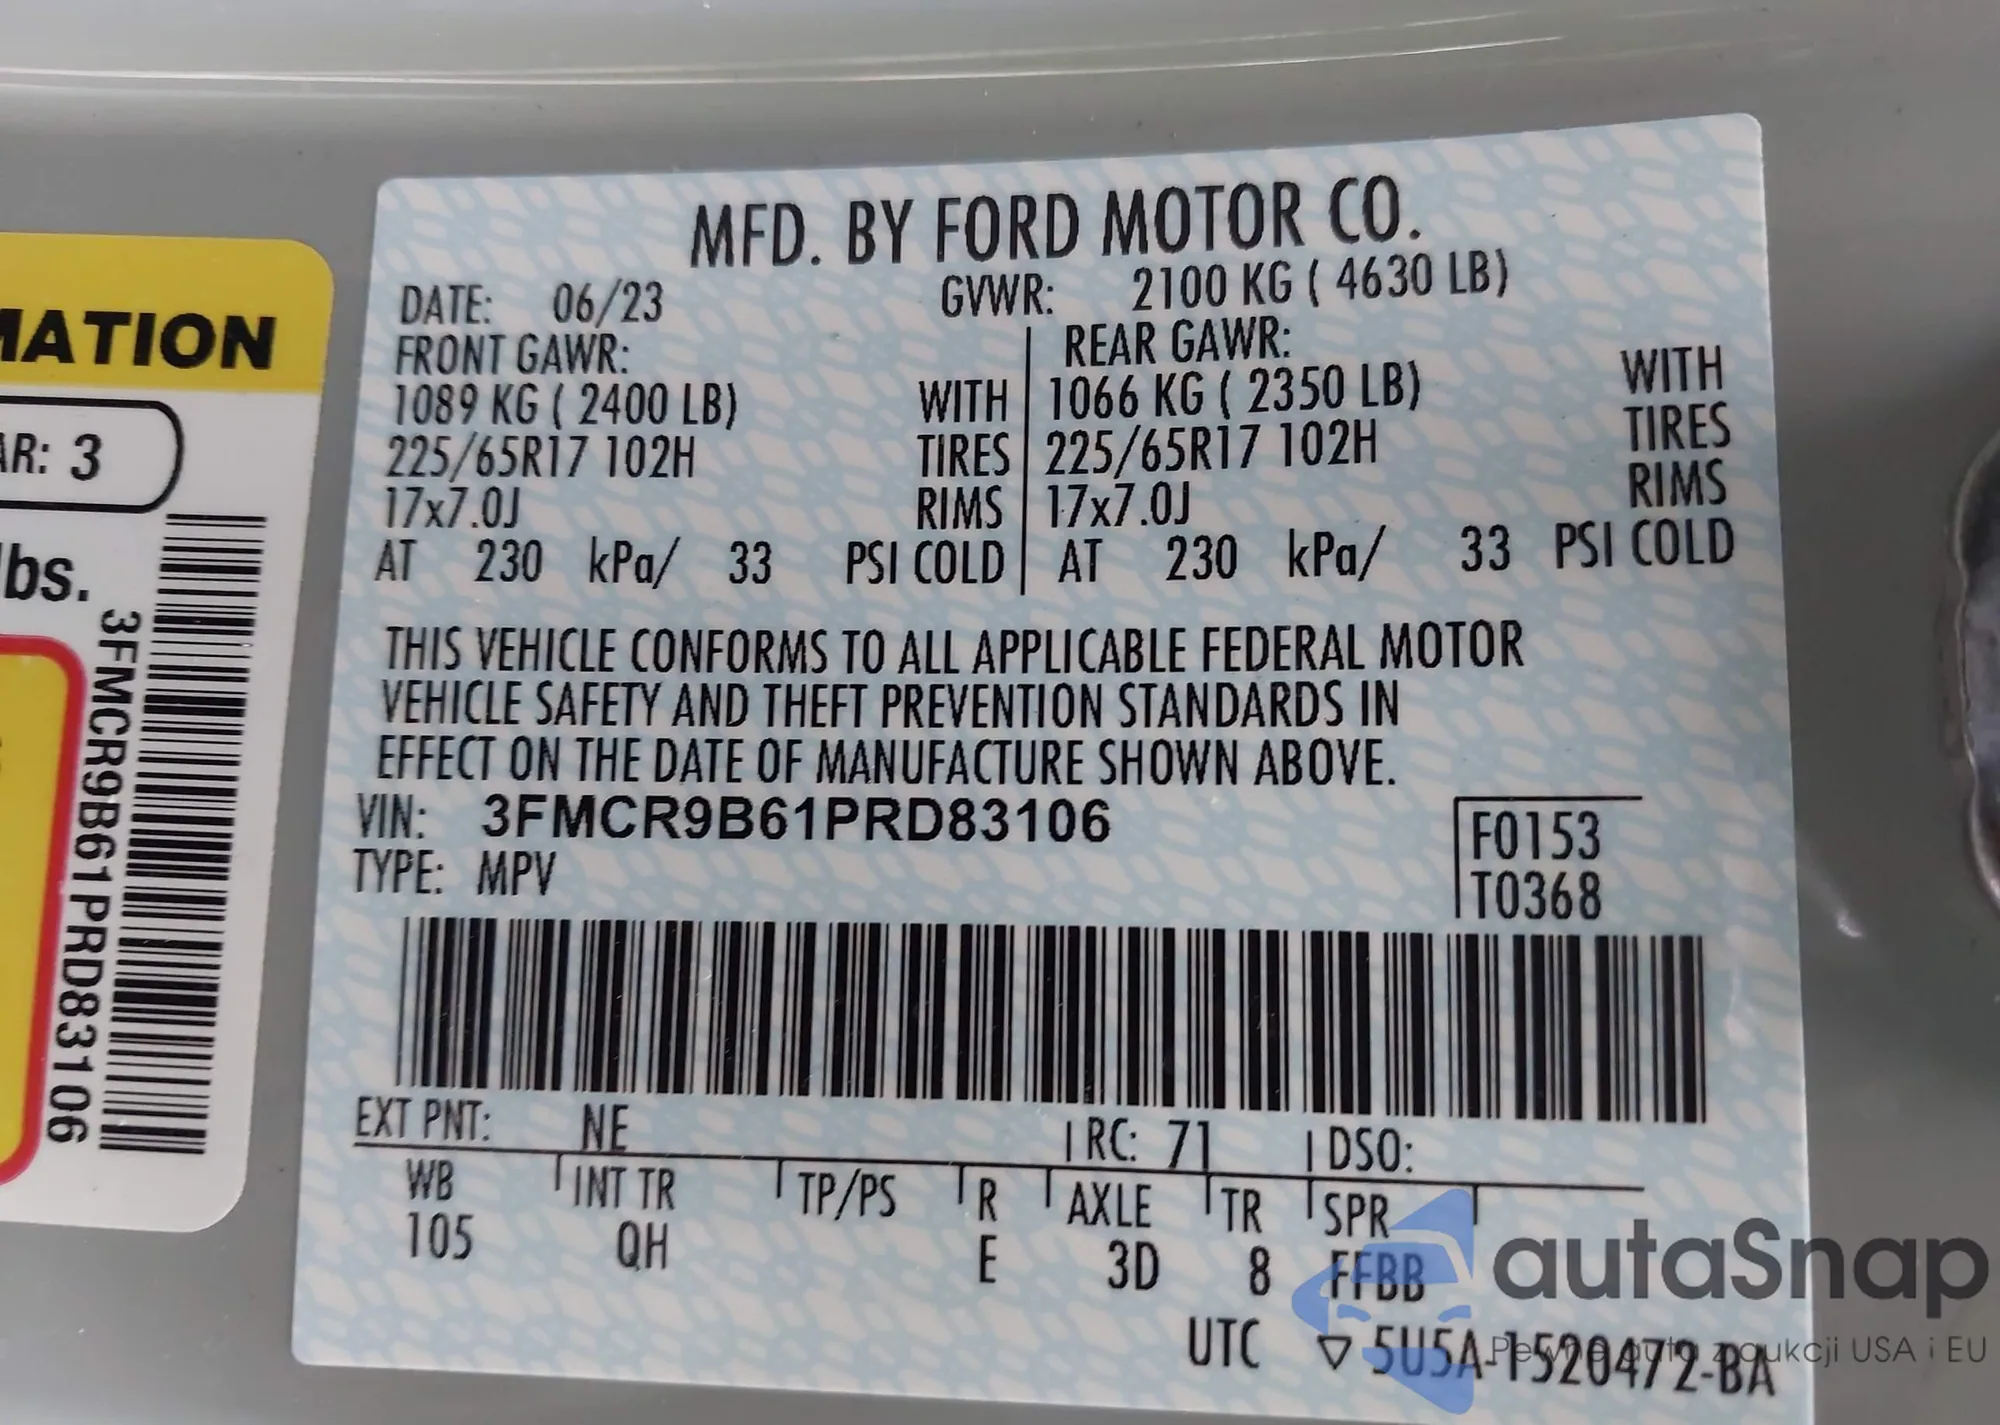 MATION
AR: 3
lbs.
3FMCR9B61PRD83106
MFD. BY FORD MOTOR CO.
DATE: 06/23 GVWR: 2100 KG ( 4630 LB)
FRONT GAWR: REAR GAWR:
1089 KG ( 2400 LB) WITH 1066 KG ( 2350 LB) WITH
225/65R17 102H TIRES 225/65R17 102H TIRES
17x7.0J RIMS 17x7.0J RIMS
AT 230 kPa/ 33 PSI COLD AT 230 kPa/ 33 PSI COLD
THIS VEHICLE CONFORMS TO ALL APPLICABLE FEDERAL MOTOR
VEHICLE SAFETY AND THEFT PREVENTION STANDARDS IN
EFFECT ON THE DATE OF MANUFACTURE SHOWN ABOVE.
VIN: 3FMCR9B61PRD83106 F0153
TYPE: MPV T0368
EXT PNT: NE RC: 71 DSO:
WB INT TR TP/PS R AXLE TR SPR
105 QH E 3D 8 FFBB
UTC ▽ 5U5A-1520472-BA
autaSnap
Pewne auta z aukcji USA i EU